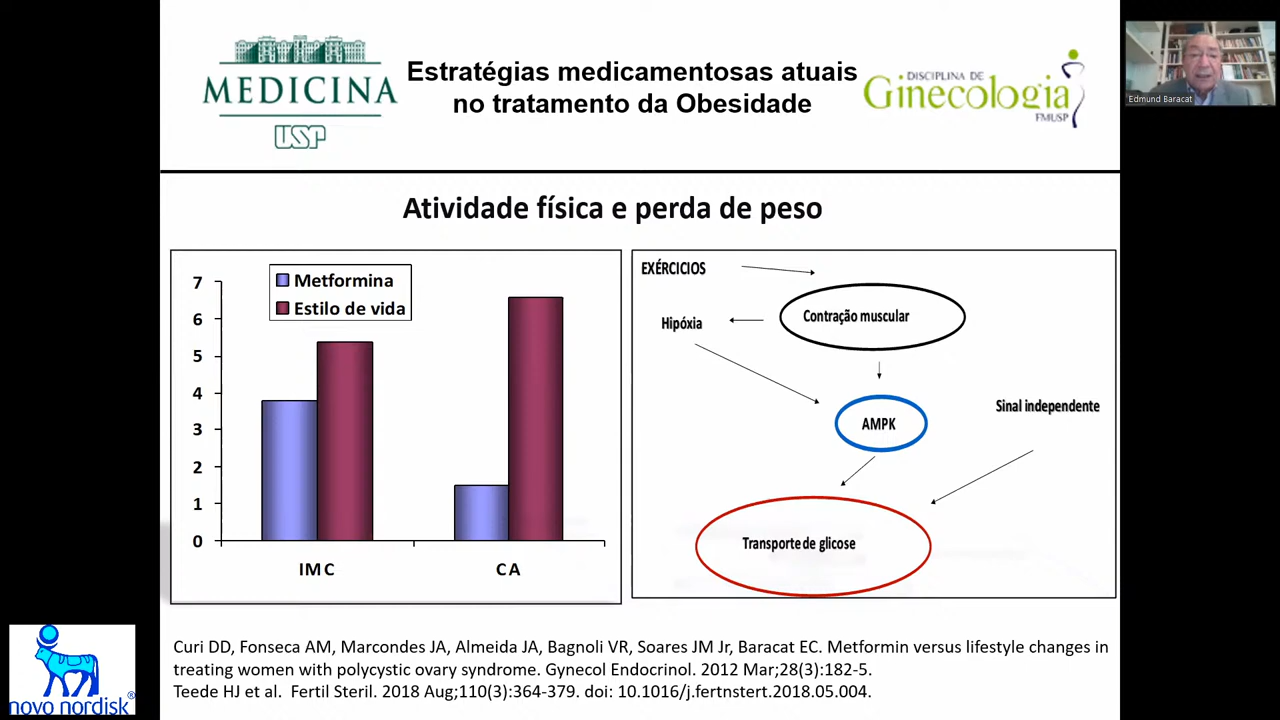 MEDICINA
USP
Estratégias medicamentosas atuais
no tratamento da Obesidade
DISCIPLINA DE
Ginecologia
FMUSP
Edmund Baracat
Atividade física e perda de peso
Metformina
Estilo de vida
7
6
5
4
3
2
1
0
IMC
CA
EXÉRCICIOS
Contração muscular
Hipóxia
Sinal independente
AMPK
Transporte de glicose
Curi DD, Fonseca AM, Marcondes JA, Almeida JA, Bagnoli VR, Soares JM Jr, Baracat EC. Metformin versus lifestyle changes in
treating women with polycystic ovary syndrome. Gynecol Endocrinol. 2012 Mar;28(3):182-5.
Teede HJ et al. Fertil Steril. 2018 Aug;110(3):364-379. doi: 10.1016/j.fertnstert.2018.05.004.
novo nordisk®